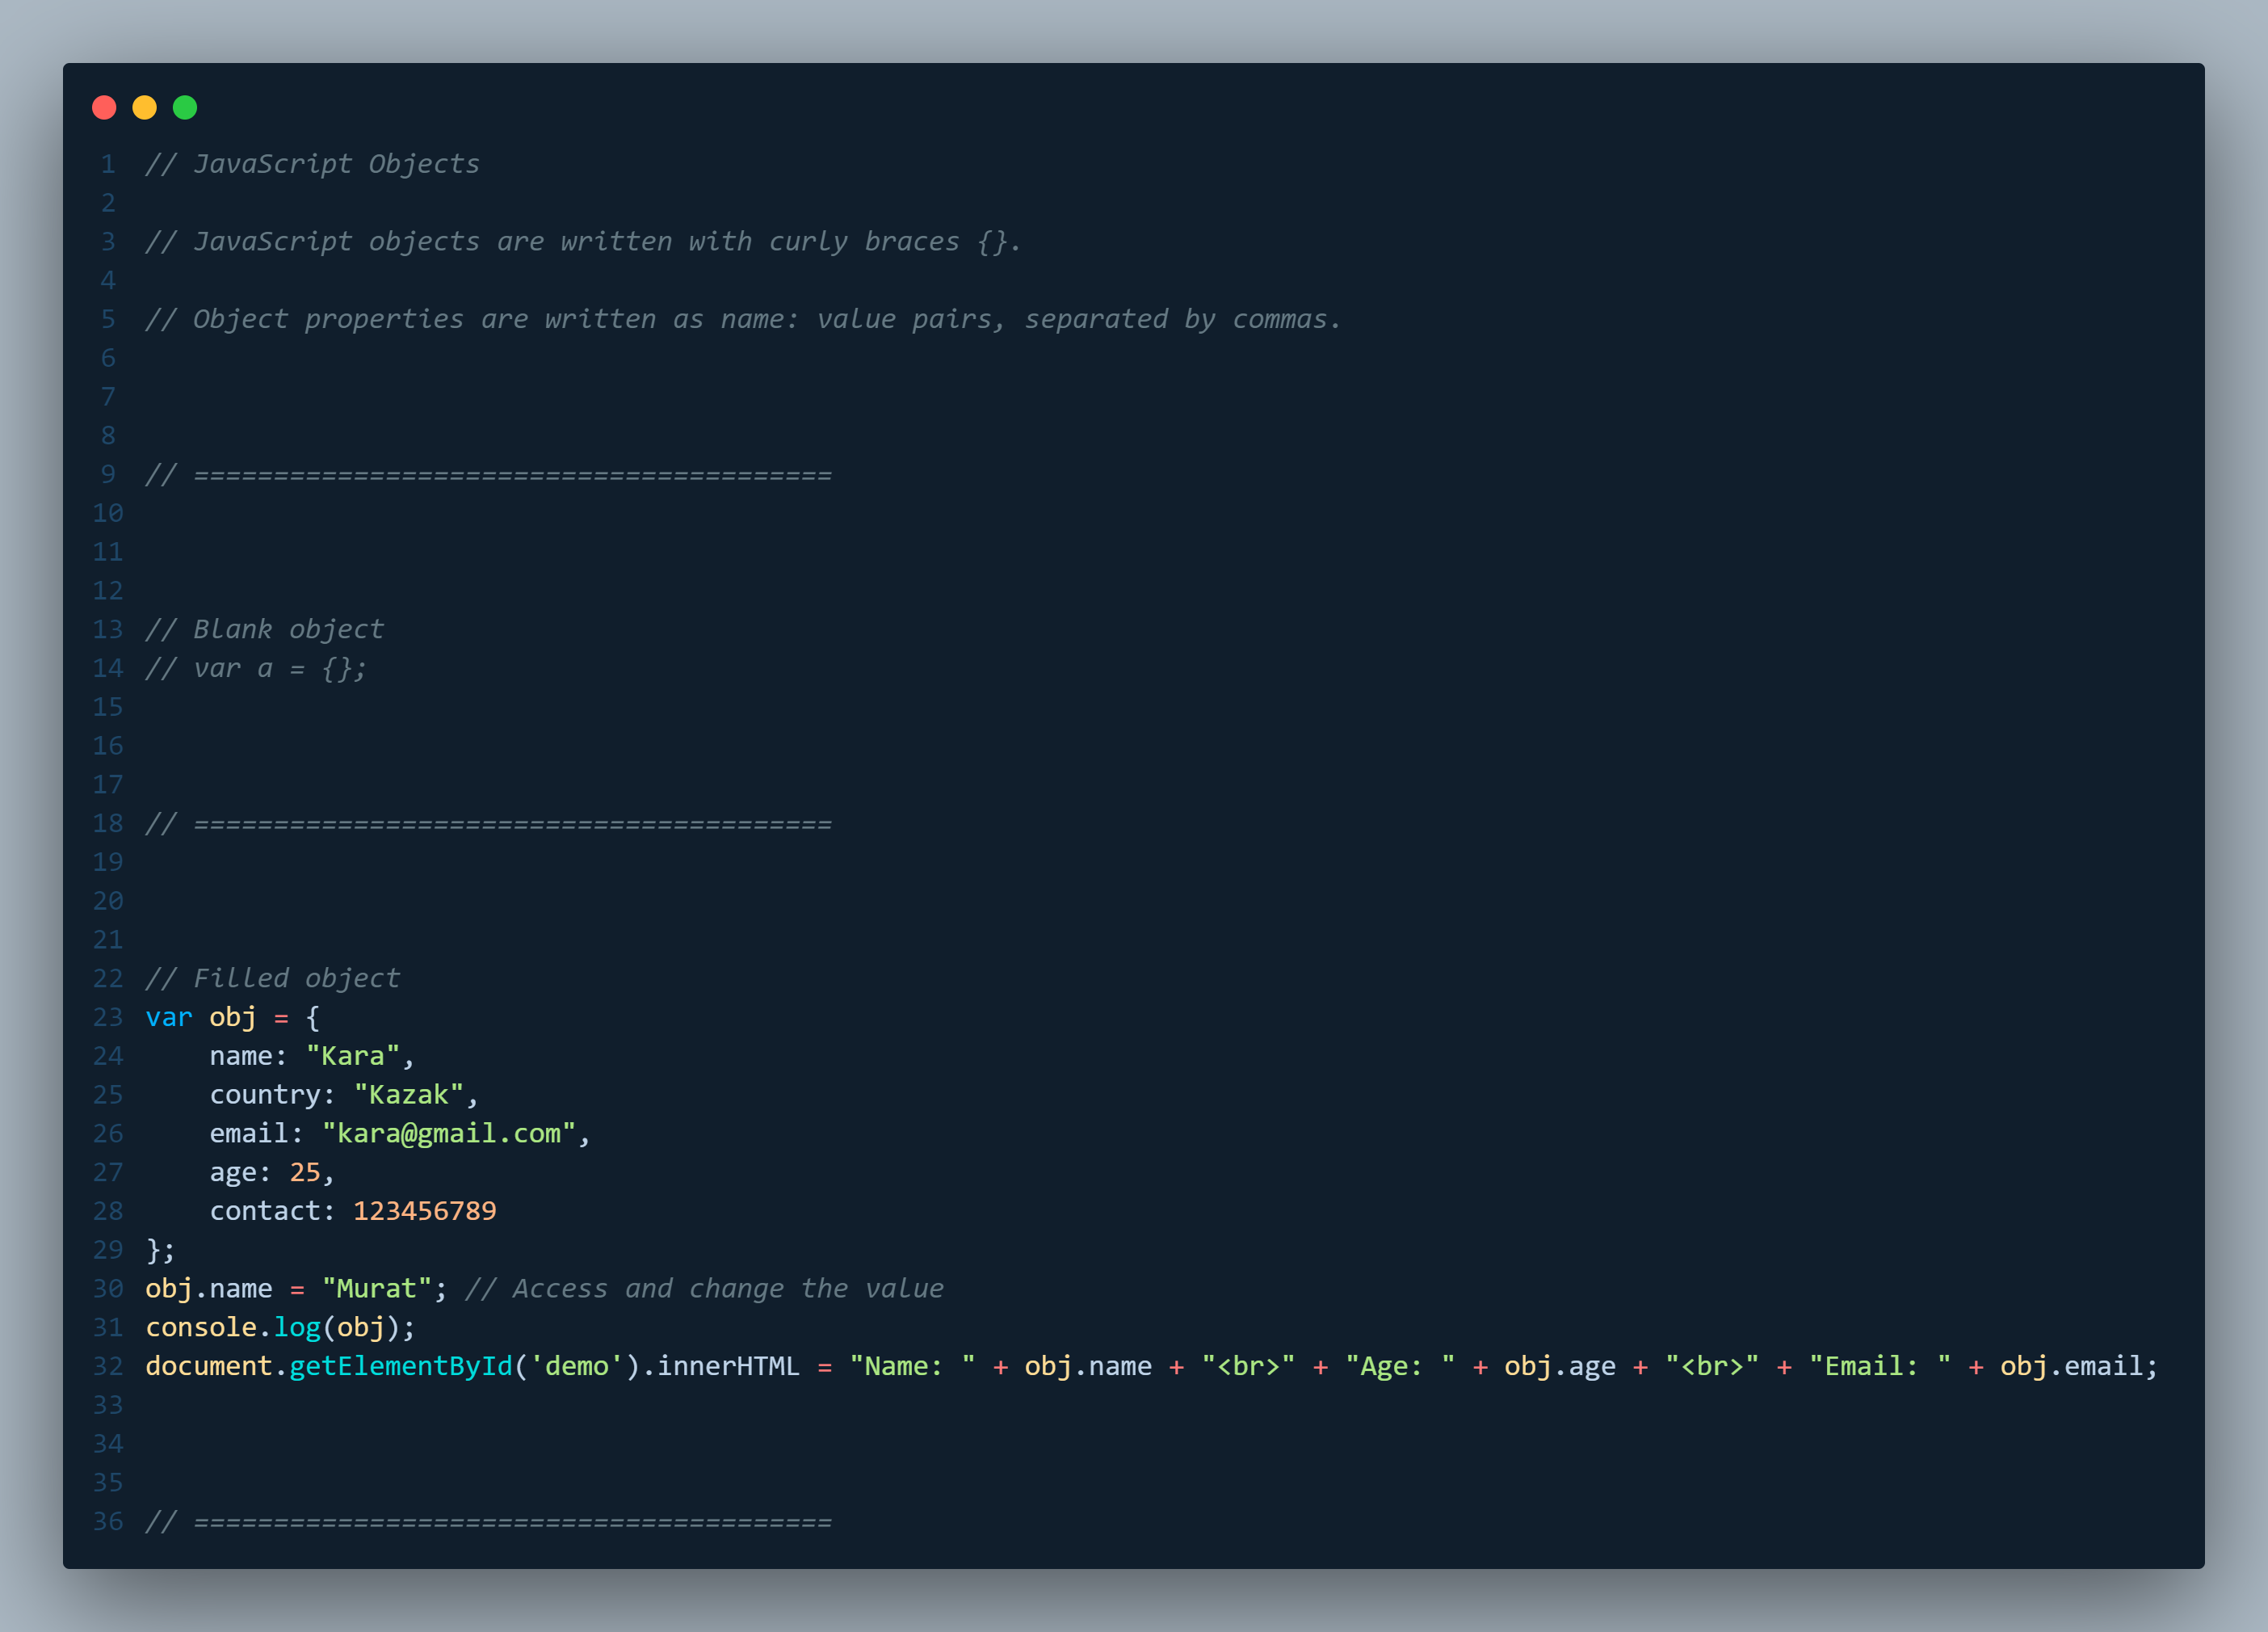 1 // JavaScript Objects
2
3 // JavaScript objects are written with curly braces {}.
4
5 // Object properties are written as name: value pairs, separated by commas.
6
7
8
9 // ========================================
10
11
12
13 // Blank object
14 // var a = {};
15
16
17
18 // ========================================
19
20
21
22 // Filled object
23 var obj = {
24     name: "Kara",
25     country: "Kazak",
26     email: "kara@gmail.com",
27     age: 25,
28     contact: 123456789
29 };
30 obj.name = "Murat"; // Access and change the value
31 console.log(obj);
32 document.getElementById('demo').innerHTML = "Name: " + obj.name + "<br>" + "Age: " + obj.age + "<br>" + "Email: " + obj.email;
33
34
35
36 // ========================================